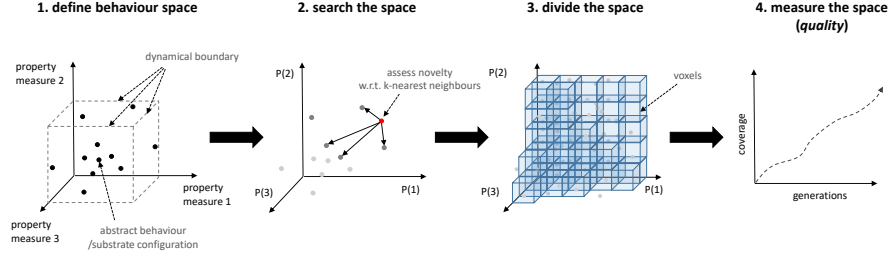 1. define behaviour space
2. search the space
3. divide the space
4. measure the space
(quality)
dynamical boundary
property
measure 2
property
measure 1
property
measure 3
abstract behaviour
/substrate configuration
P(2)
assess novelty
w.r.t. k-nearest neighbours
P(1)
P(3)
P(2)
voxels
P(1)
P(3)
coverage
generations